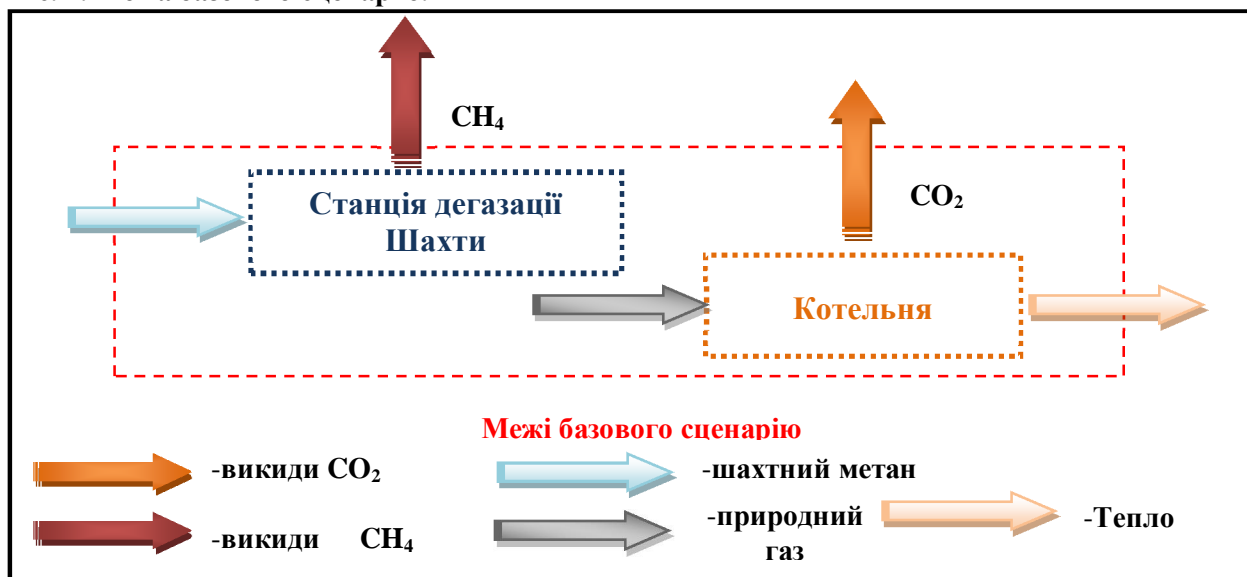 CH₄
CO₂
Станція дегазації
Шахти
Котельня
Межі базового сценарію
-викиди CO₂
-шахтний метан
-викиди CH₄
-природний
газ
-Тепло